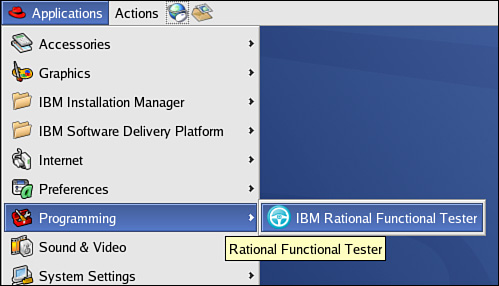 Applications Actions
Accessories
Graphics
IBM Installation Manager
IBM Software Delivery Platform
Internet
Preferences
Programming
IBM Rational Functional Tester
Sound & Video
Rational Functional Tester
System Settings